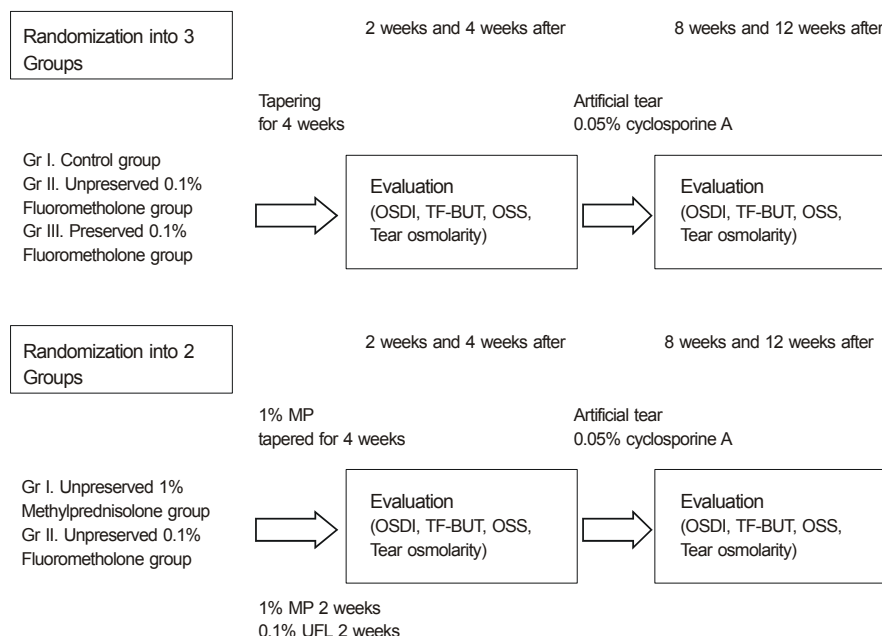 Randomization into 3
Groups
2 weeks and 4 weeks after
8 weeks and 12 weeks after
Tapering
for 4 weeks
Artificial tear
0.05% cyclosporine A
Gr I. Control group
Gr II. Unpreserved 0.1%
Fluorometholone group
Gr III. Preserved 0.1%
Fluorometholone group
Evaluation
(OSDI, TF-BUT, OSS,
Tear osmolarity)
Evaluation
(OSDI, TF-BUT, OSS,
Tear osmolarity)
Randomization into 2
Groups
2 weeks and 4 weeks after
8 weeks and 12 weeks after
1% MP
tapered for 4 weeks
Artificial tear
0.05% cyclosporine A
Gr I. Unpreserved 1%
Methylprednisolone group
Gr II. Unpreserved 0.1%
Fluorometholone group
Evaluation
(OSDI, TF-BUT, OSS,
Tear osmolarity)
Evaluation
(OSDI, TF-BUT, OSS,
Tear osmolarity)
1% MP 2 weeks
0.1% UFL 2 weeks